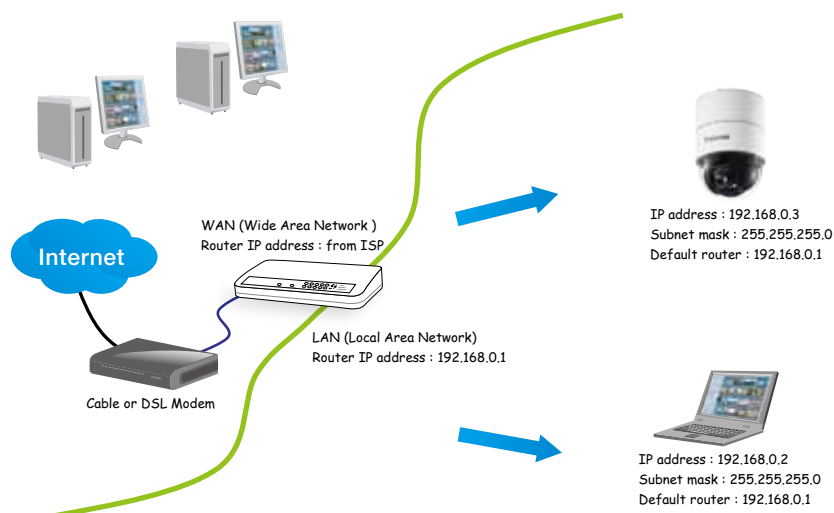 WAN (Wide Area Network )
Router IP address : from ISP
Internet
LAN (Local Area Network)
Router IP address : 192.168.0.1
Cable or DSL Modem
IP address : 192.168.0.3
Subnet mask : 255.255.255.0
Default router : 192.168.0.1
IP address : 192.168.0.2
Subnet mask : 255.255.255.0
Default router : 192.168.0.1